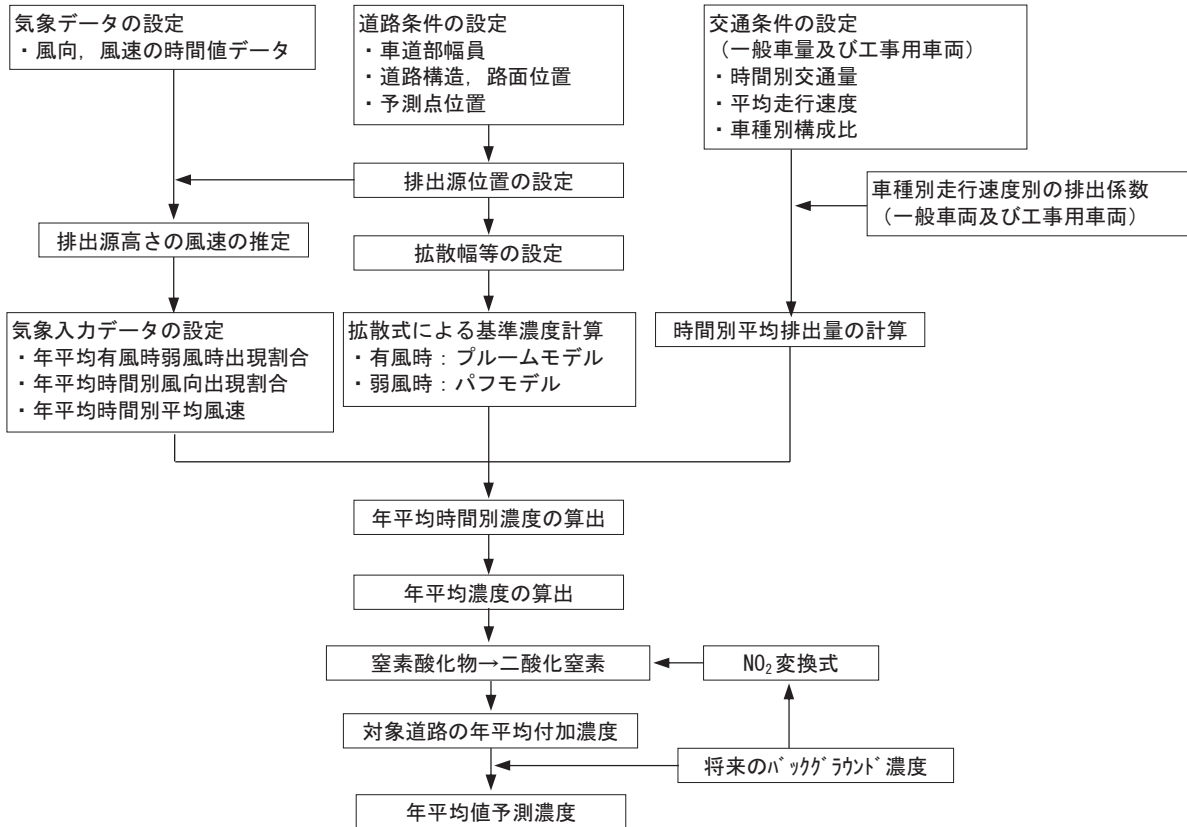 気象データの設定
・風向，風速の時間値データ
道路条件の設定
・車道部幅員
・道路構造，路面位置
・予測点位置
交通条件の設定
（一般車量及び工事用車両）
・時間別交通量
・平均走行速度
・車種別構成比
排出源位置の設定
車種別走行速度別の排出係数
（一般車両及び工事用車両）
排出源高さの風速の推定
拡散幅等の設定
気象入力データの設定
・年平均有風時弱風時出現割合
・年平均時間別風向出現割合
・年平均時間別平均風速
拡散式による基準濃度計算
・有風時：プルームモデル
・弱風時：パフモデル
時間別平均排出量の計算
年平均時間別濃度の算出
年平均濃度の算出
窒素酸化物→二酸化窒素
NO₂変換式
対象道路の年平均付加濃度
将来のﾊﾞｯｸｸﾞﾗｳﾝﾄﾞ濃度
年平均値予測濃度